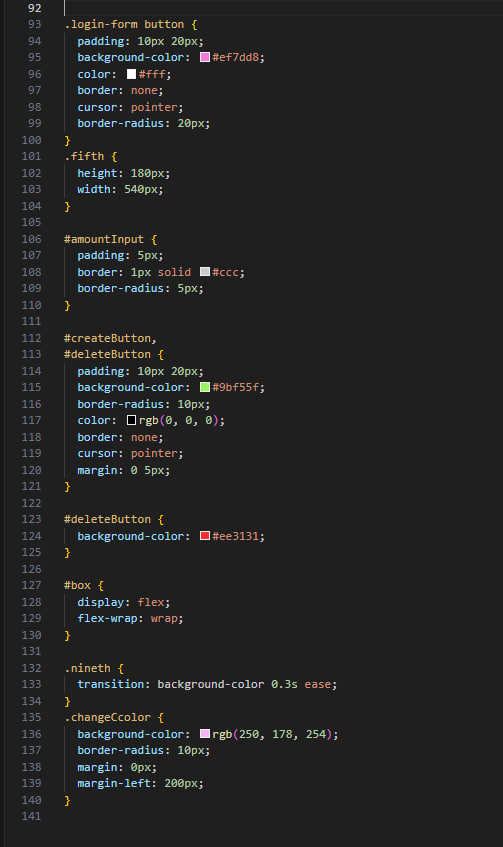 92
93 .login-form button {
94 padding: 10px 20px;
95 background-color: #ef7dd8;
96 color: #fff;
97 border: none;
98 cursor: pointer;
99 border-radius: 20px;
100 }
101 .fifth {
102 height: 180px;
103 width: 540px;
104 }
105
106 #amountInput {
107 padding: 5px;
108 border: 1px solid #ccc;
109 border-radius: 5px;
110 }
111
112 #createButton,
113 #deleteButton {
114 padding: 10px 20px;
115 background-color: #9bf55f;
116 border-radius: 10px;
117 color: rgb(0, 0, 0);
118 border: none;
119 cursor: pointer;
120 margin: 0 5px;
121 }
122
123 #deleteButton {
124 background-color: #ee3131;
125 }
126
127 #box {
128 display: flex;
129 flex-wrap: wrap;
130 }
131
132 .nineth {
133 transition: background-color 0.3s ease;
134 }
135 .changeCcolor {
136 background-color: rgb(250, 178, 254);
137 border-radius: 10px;
138 margin: 0px;
139 margin-left: 200px;
140 }
141